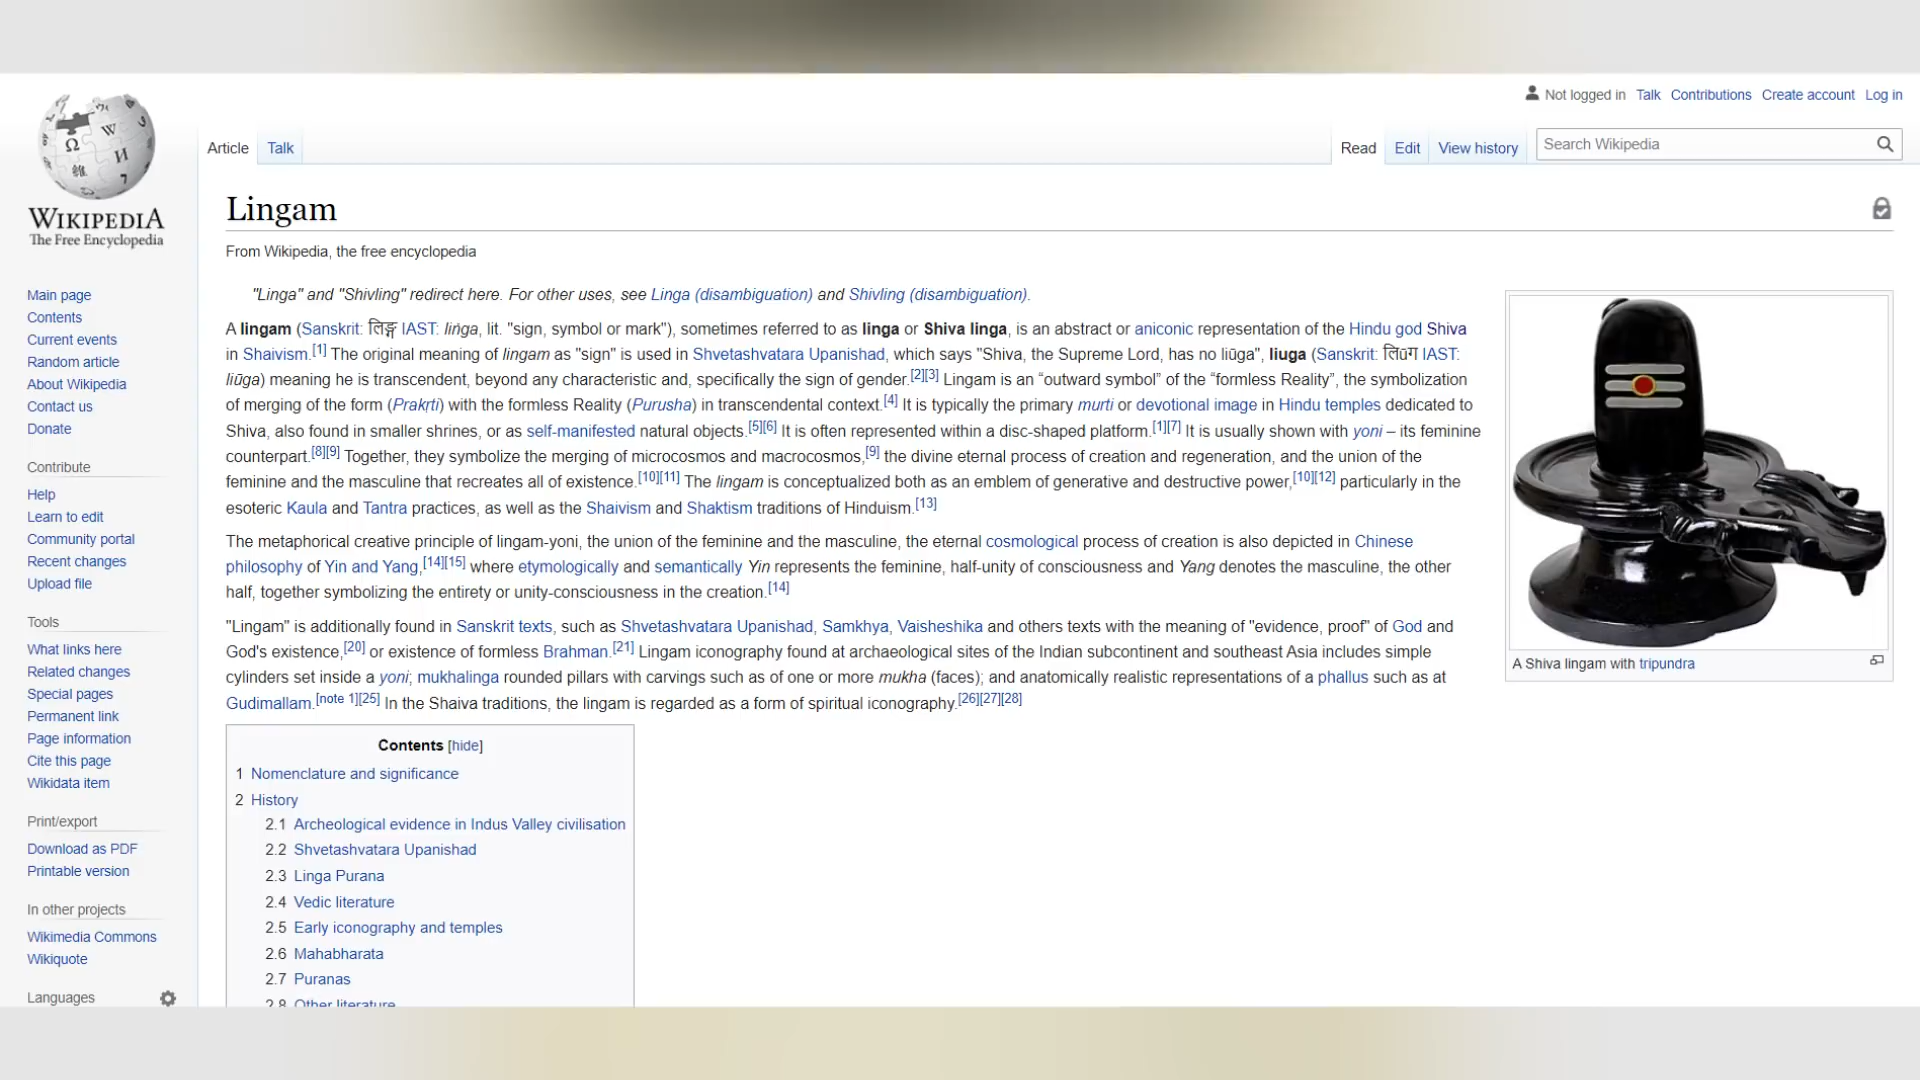 Not logged in Talk Contributions Create account Log in
Article Talk Read Edit View history Search Wikipedia
WIKIPEDIA
The Free Encyclopedia
Main page
Contents
Current events
Random article
About Wikipedia
Contact us
Donate
Contribute
Help
Learn to edit
Community portal
Recent changes
Upload file
Tools
What links here
Related changes
Special pages
Permanent link
Page information
Cite this page
Wikidata item
Print/export
Download as PDF
Printable version
In other projects
Wikimedia Commons
Wikiquote
Languages
Lingam
From Wikipedia, the free encyclopedia
"Linga" and "Shivling" redirect here. For other uses, see Linga (disambiguation) and Shivling (disambiguation).
A lingam (Sanskrit: लिङ्ग IAST: liṅga, lit. "sign, symbol or mark"), sometimes referred to as linga or Shiva linga, is an abstract or aniconic representation of the Hindu god Shiva
in Shaivism.[1] The original meaning of lingam as "sign" is used in Shvetashvatara Upanishad, which says "Shiva, the Supreme Lord, has no liūga", liuga (Sanskrit: लिūग IAST:
liūga) meaning he is transcendent, beyond any characteristic and, specifically the sign of gender.[2][3] Lingam is an “outward symbol” of the “formless Reality”, the symbolization
of merging of the form (Prakṛti) with the formless Reality (Purusha) in transcendental context.[4] It is typically the primary murti or devotional image in Hindu temples dedicated to
Shiva, also found in smaller shrines, or as self-manifested natural objects.[5][6] It is often represented within a disc-shaped platform.[1][7] It is usually shown with yoni – its feminine
counterpart.[8][9] Together, they symbolize the merging of microcosmos and macrocosmos,[9] the divine eternal process of creation and regeneration, and the union of the
feminine and the masculine that recreates all of existence.[10][11] The lingam is conceptualized both as an emblem of generative and destructive power,[10][12] particularly in the
esoteric Kaula and Tantra practices, as well as the Shaivism and Shaktism traditions of Hinduism.[13]
The metaphorical creative principle of lingam-yoni, the union of the feminine and the masculine, the eternal cosmological process of creation is also depicted in Chinese
philosophy of Yin and Yang,[14][15] where etymologically and semantically Yin represents the feminine, half-unity of consciousness and Yang denotes the masculine, the other
half, together symbolizing the entirety or unity-consciousness in the creation.[14]
"Lingam" is additionally found in Sanskrit texts, such as Shvetashvatara Upanishad, Samkhya, Vaisheshika and others texts with the meaning of "evidence, proof" of God and
God's existence,[20] or existence of formless Brahman.[21] Lingam iconography found at archaeological sites of the Indian subcontinent and southeast Asia includes simple
cylinders set inside a yoni; mukhalinga rounded pillars with carvings such as of one or more mukha (faces); and anatomically realistic representations of a phallus such as at
Gudimallam.[note 1][25] In the Shaiva traditions, the lingam is regarded as a form of spiritual iconography.[26][27][28]
A Shiva lingam with tripundra
Contents [hide]
1 Nomenclature and significance
2 History
2.1 Archeological evidence in Indus Valley civilisation
2.2 Shvetashvatara Upanishad
2.3 Linga Purana
2.4 Vedic literature
2.5 Early iconography and temples
2.6 Mahabharata
2.7 Puranas
2.8 Other literature